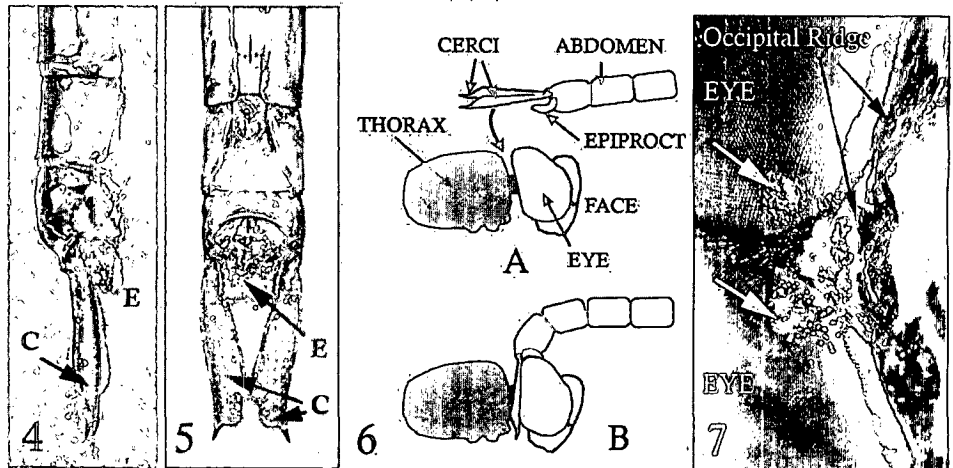 4
C
E
5
E
C
6
CERCI
ABDOMEN
THORAX
EPIPROCT
FACE
EYE
A
B
7
Occipital Ridge
EYE
EYE